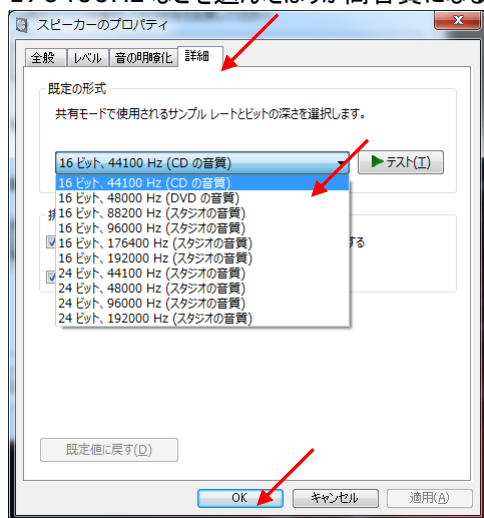 スピーカーのプロパティ
全般 レベル 音の明瞭化 詳細
既定の形式
共有モードで使用されるサンプル レートとビットの深さを選択します。
16 ビット、44100 Hz (CD の音質) テスト(T)
16 ビット、44100 Hz (CD の音質)
16 ビット、48000 Hz (DVD の音質)
16 ビット、88200 Hz (スタジオの音質)
16 ビット、96000 Hz (スタジオの音質)
16 ビット、176400 Hz (スタジオの音質)
する
16 ビット、192000 Hz (スタジオの音質)
24 ビット、44100 Hz (スタジオの音質)
24 ビット、48000 Hz (スタジオの音質)
24 ビット、96000 Hz (スタジオの音質)
24 ビット、192000 Hz (スタジオの音質)
既定値に戻す(D)
OK キャンセル 適用(A)